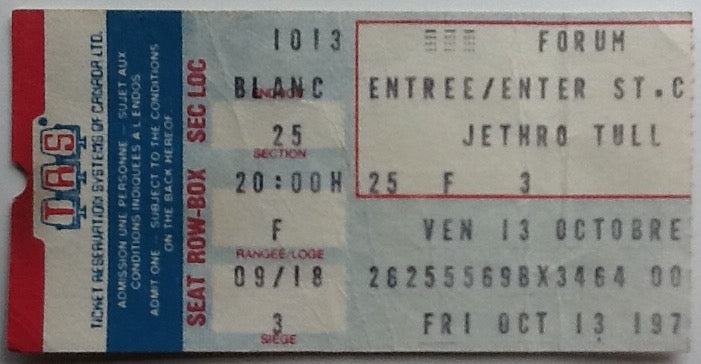 TRS
TICKET RESERVATION SYSTEMS OF CANADA LTD.
ADMISSION UNE PERSONNE - SUJET AUX
CONDITIONS INDIQUEES A L ENDOS
ADMIT ONE - SUBJECT TO THE CONDITIONS
ON THE BACK HEREOF.
SEAT ROW-BOX SEC LOC
1013
BLANC
25
SECTION
20:00H
F
RANGEE/LOGE
09/18
3
SIEGE
FORUM
ENTREE/ENTER ST.C
JETHRO TULL
25 F 3
VEN 13 OCTOBRE
262555698X3464 00
FRI OCT 13 197